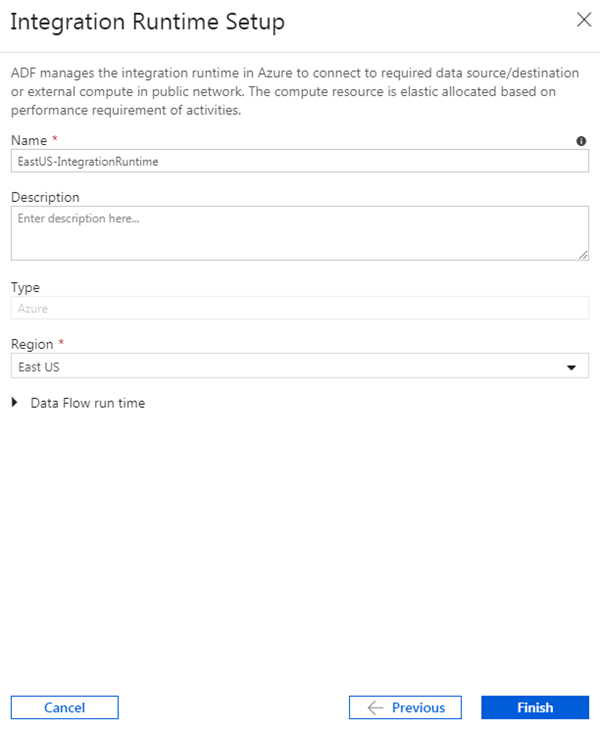 Integration Runtime Setup
ADF manages the integration runtime in Azure to connect to required data source/destination
or external compute in public network. The compute resource is elastic allocated based on
performance requirement of activities.
Name *
EastUS-IntegrationRuntime
Description
Enter description here...
Type
Azure
Region *
East US
Data Flow run time
Cancel
Previous
Finish